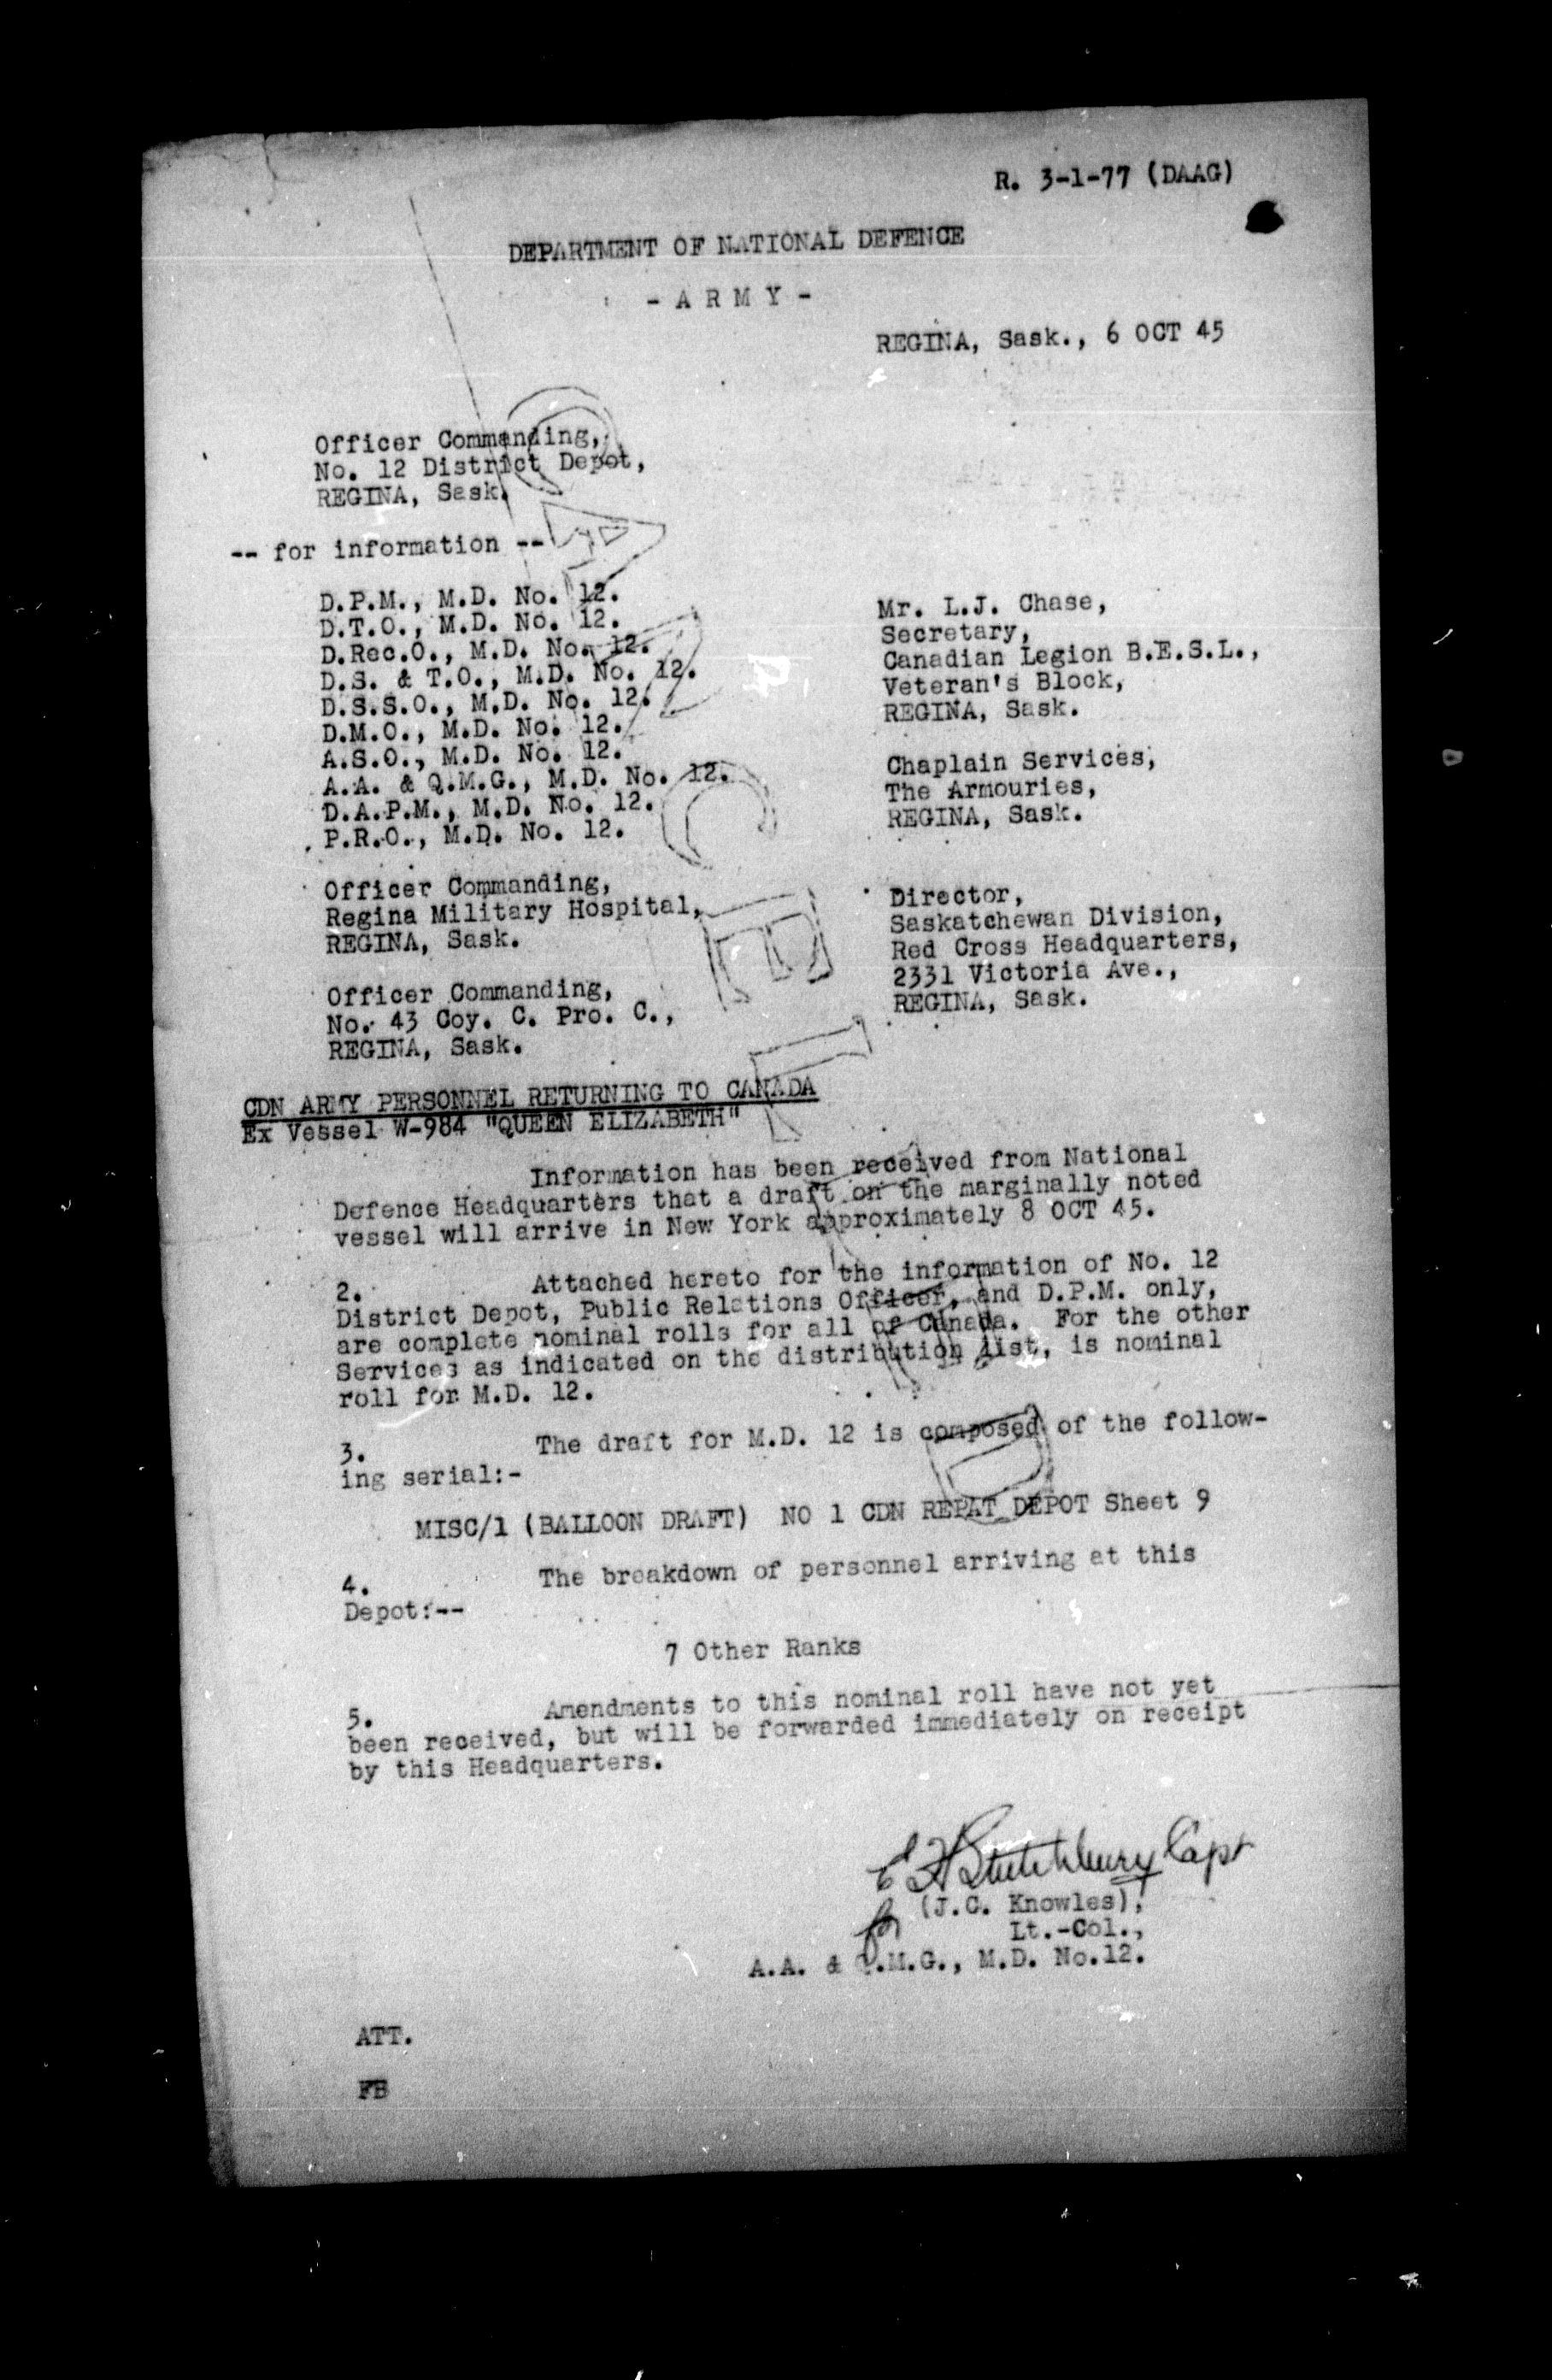 R. 3-1-77 (DAAG)
DEPARTMENT OF NATIONAL DEFENCE
- A R M Y -
REGINA, Sask., 6 OCT 45
Officer Commanding,
No. 12 District Depot,
REGINA, Sask.
-- for information --
D.P.M., M.D. No. 12.
D.T.O., M.D. No. 12.
D.Rec.O., M.D. No. 12.
D.S. & T.O., M.D. No. 12.
D.S.S.O., M.D. No. 12.
D.M.O., M.D. No. 12.
A.S.O., M.D. No. 12.
A.A. & Q.M.G., M.D. No. 12.
D.A.P.M., M.D. No. 12.
P.R.O., M.D. No. 12.
Officer Commanding,
Regina Military Hospital,
REGINA, Sask.
Officer Commanding,
No. 43 Coy. C. Pro. C.,
REGINA, Sask.
Mr. L.J. Chase,
Secretary,
Canadian Legion B.E.S.L.,
Veteran's Block,
REGINA, Sask.
Chaplain Services,
The Armouries,
REGINA, Sask.
Director,
Saskatchewan Division,
Red Cross Headquarters,
2331 Victoria Ave.,
REGINA, Sask.
CDN ARMY PERSONNEL RETURNING TO CANADA
Ex Vessel W-984 "QUEEN ELIZABETH"
Information has been received from National
Defence Headquarters that a draft on the marginally noted
vessel will arrive in New York approximately 8 OCT 45.
2. Attached hereto for the information of No. 12
District Depot, Public Relations Officer, and D.P.M. only,
are complete nominal rolls for all of Canada. For the other
Services as indicated on the distribution list, is nominal
roll for M.D. 12.
3. The draft for M.D. 12 is composed of the follow-
ing serial:-
MISC/1 (BALLOON DRAFT) NO 1 CDN REPAT DEPOT Sheet 9
4. The breakdown of personnel arriving at this
Depot:--
7 Other Ranks
5. Amendments to this nominal roll have not yet
been received, but will be forwarded immediately on receipt
by this Headquarters.
E H Stutchbury Capt
for (J.C. Knowles),
Lt.-Col.,
A.A. & Q.M.G., M.D. No.12.
ATT.
FB